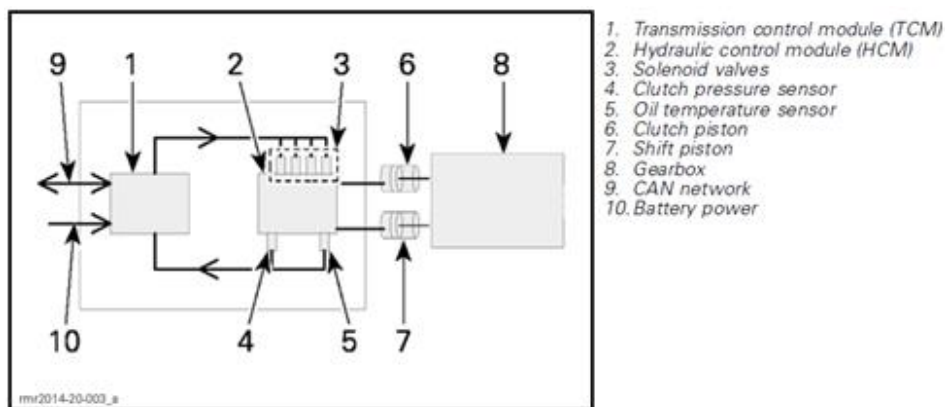 9 1 2 3 6 8
4 5 7
10
rmr2014-20-003_a
1. Transmission control module (TCM)
2. Hydraulic control module (HCM)
3. Solenoid valves
4. Clutch pressure sensor
5. Oil temperature sensor
6. Clutch piston
7. Shift piston
8. Gearbox
9. CAN network
10. Battery power